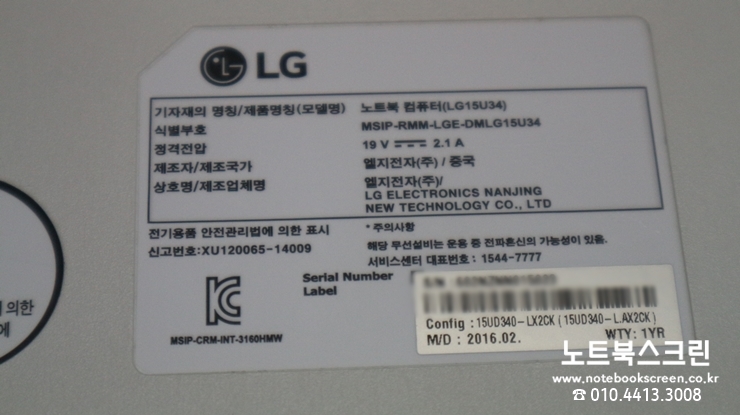 LG
기자재의 명칭/제품명칭(모델명) 노트북 컴퓨터(LG15U34)
식별부호 MSIP-RMM-LGE-DMLG15U34
정격전압 19 V 2.1 A
제조자/제조국가 엘지전자(주) / 중국
상호명/제조업체명 엘지전자(주)/
LG ELECTRONICS NANJING
NEW TECHNOLOGY CO., LTD
전기용품 안전관리법에 의한 표시
신고번호:XU120065-14009
* 주의사항
해당 무선설비는 운용 중 전파혼신의 가능성이 있음.
서비스센터 대표번호 : 1544-7777
MSIP-CRM-INT-3160HMW
Serial Number
Label
Config : 15UD340-LX2CK (15UD340-L.AX2CK)
M/D : 2016.02. WTY: 1YR
의한
에
노트북스크린
www.notebookscreen.co.kr
☎ 010.4413.3008